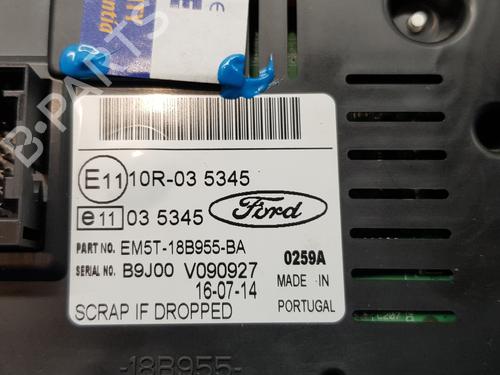 B-PARTS
E11 10R-03 5345
e11 03 5345 Ford
PART NO. EM5T-18B955-BA 0259A
SERIAL NO. B9J00 V090927 MADE IN
16-07-14 PORTUGAL
SCRAP IF DROPPED
-18B955-